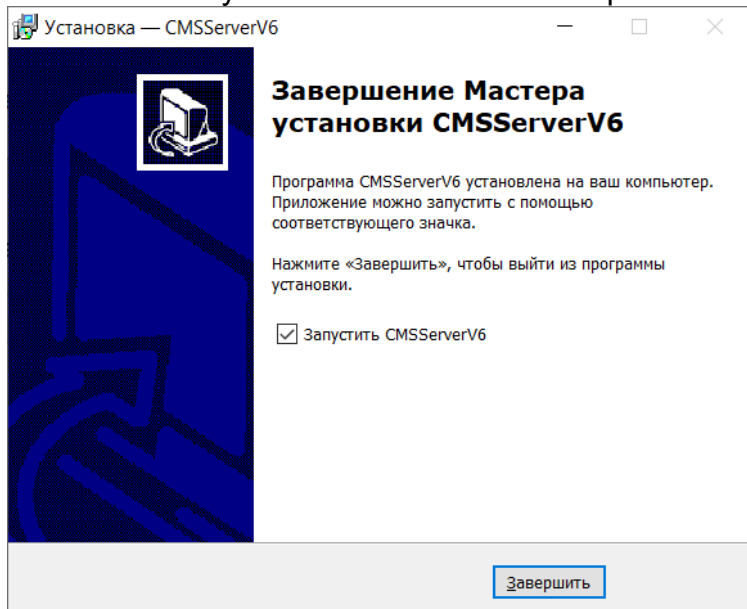 Установка — CMSServerV6
Завершение Мастера
установки CMSServerV6
Программа CMSServerV6 установлена на ваш компьютер.
Приложение можно запустить с помощью
соответствующего значка.
Нажмите «Завершить», чтобы выйти из программы
установки.
Запустить CMSServerV6
Завершить